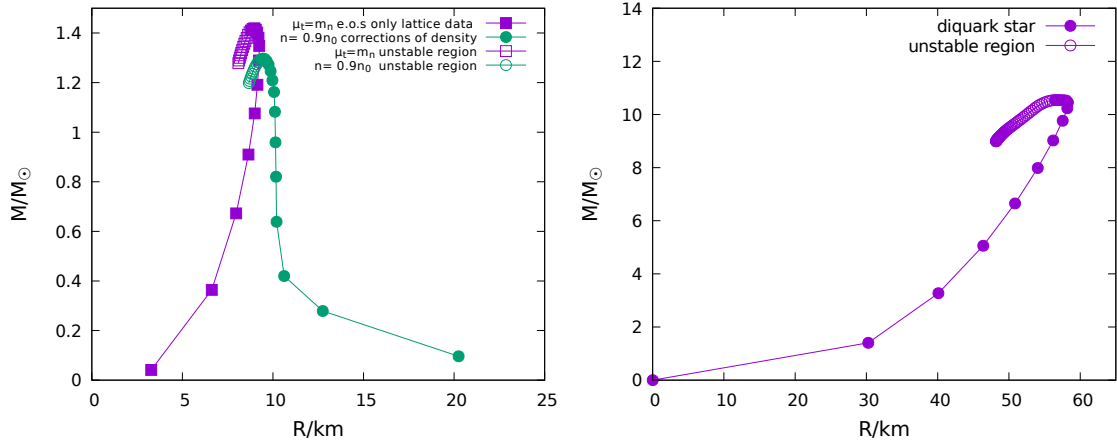 μt=mn e.o.s only lattice data
n= 0.9n0 corrections of density
μt=mn unstable region
n= 0.9n0 unstable region
M/M☉
1.4
1.2
1
0.8
0.6
0.4
0.2
0
0 5 10 15 20 25
R/km
diquark star
unstable region
M/M☉
14
12
10
8
6
4
2
0
0 10 20 30 40 50 60
R/km